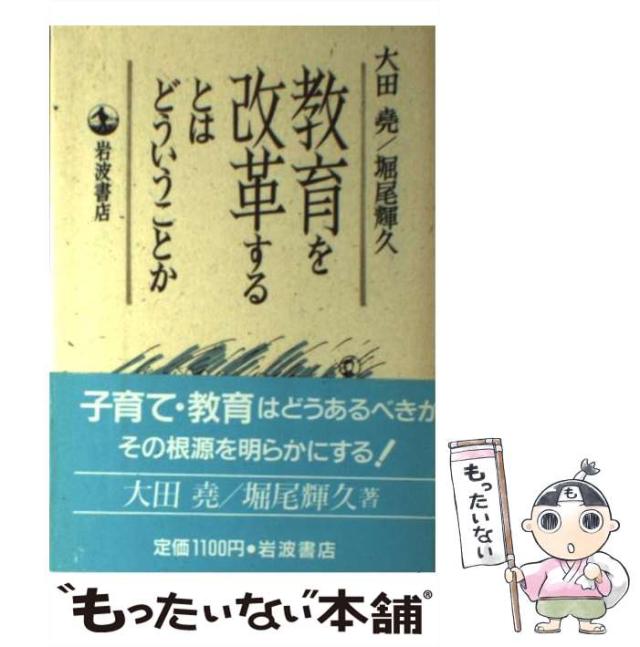 大田 堯／堀尾輝久
教育を
改革する
とは
どういうことか
岩波書店
子育て・教育はどうあるべきか
その根源を明らかにする！
大田 堯／堀尾輝久著
定価1100円●岩波書店
"もったいない"本舗®
もったいない
も